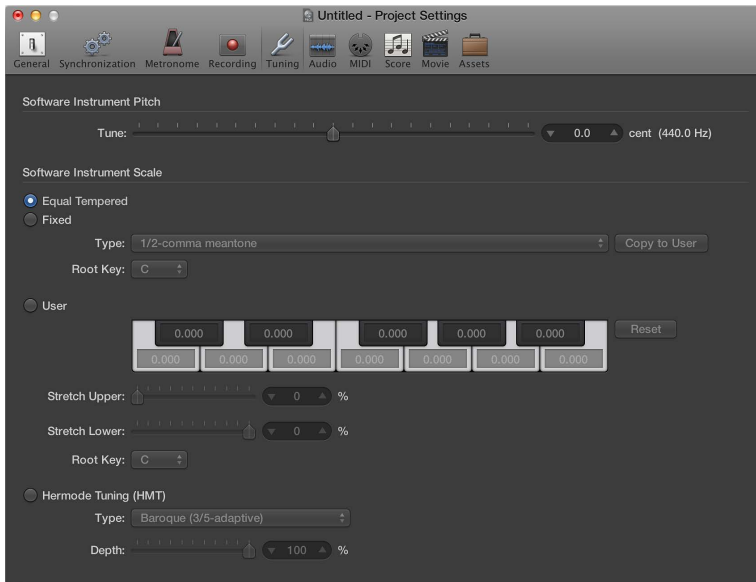 Untitled - Project Settings
General Synchronization Metronome Recording Tuning Audio MIDI Score Movie Assets
Software Instrument Pitch
Tune: 0.0 cent (440.0 Hz)
Software Instrument Scale
Equal Tempered
Fixed
Type: 1/2-comma meantone Copy to User
Root Key: C
User
0.000 0.000 0.000 0.000 0.000 Reset
0.000 0.000 0.000 0.000 0.000 0.000 0.000
Stretch Upper: 0 %
Stretch Lower: 0 %
Root Key: C
Hermode Tuning (HMT)
Type: Baroque (3/5-adaptive)
Depth: 100 %